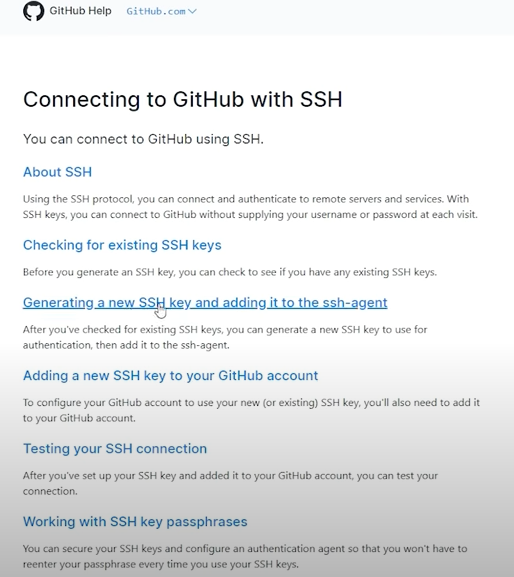 GitHub Help GitHub.com
Connecting to GitHub with SSH
You can connect to GitHub using SSH.
About SSH
Using the SSH protocol, you can connect and authenticate to remote servers and services. With
SSH keys, you can connect to GitHub without supplying your username or password at each visit.
Checking for existing SSH keys
Before you generate an SSH key, you can check to see if you have any existing SSH keys.
Generating a new SSH key and adding it to the ssh-agent
After you've checked for existing SSH keys, you can generate a new SSH key to use for
authentication, then add it to the ssh-agent.
Adding a new SSH key to your GitHub account
To configure your GitHub account to use your new (or existing) SSH key, you'll also need to add it
to your GitHub account.
Testing your SSH connection
After you've set up your SSH key and added it to your GitHub account, you can test your
connection.
Working with SSH key passphrases
You can secure your SSH keys and configure an authentication agent so that you won't have to
reenter your passphrase every time you use your SSH keys.